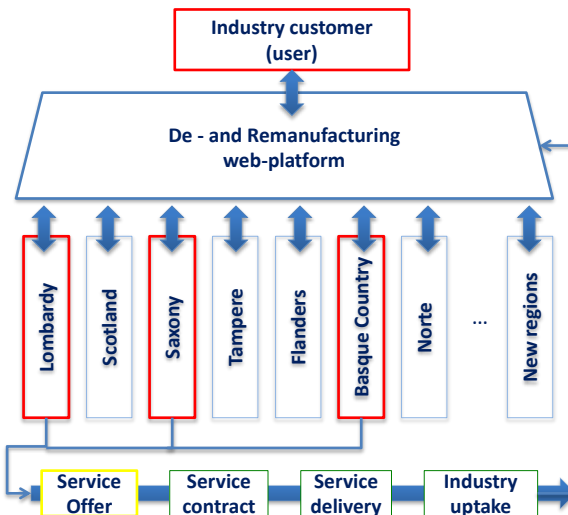 Industry customer
(user)
De - and Remanufacturing
web-platform
Lombardy
Scotland
Saxony
Tampere
Flanders
Basque Country
Norte
...
New regions
Service
Offer
Service
contract
Service
delivery
Industry
uptake